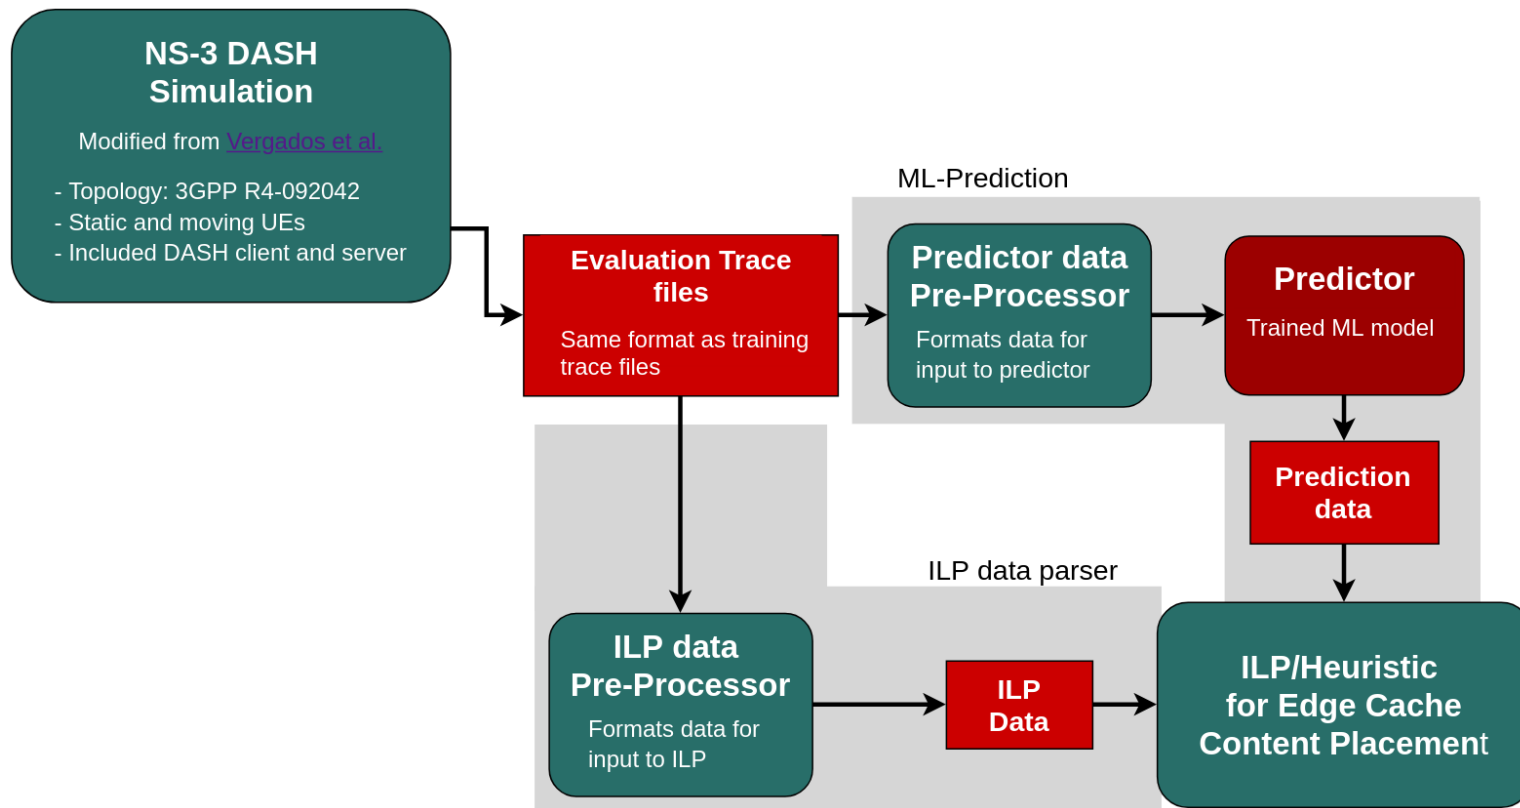 NS-3 DASH
Simulation
Modified from Vergados et al.
- Topology: 3GPP R4-092042
- Static and moving UEs
- Included DASH client and server
Evaluation Trace
files
Same format as training
trace files
ML-Prediction
Predictor data
Pre-Processor
Formats data for
input to predictor
Predictor
Trained ML model
Prediction
data
ILP data parser
ILP data
Pre-Processor
Formats data for
input to ILP
ILP
Data
ILP/Heuristic
for Edge Cache
Content Placement